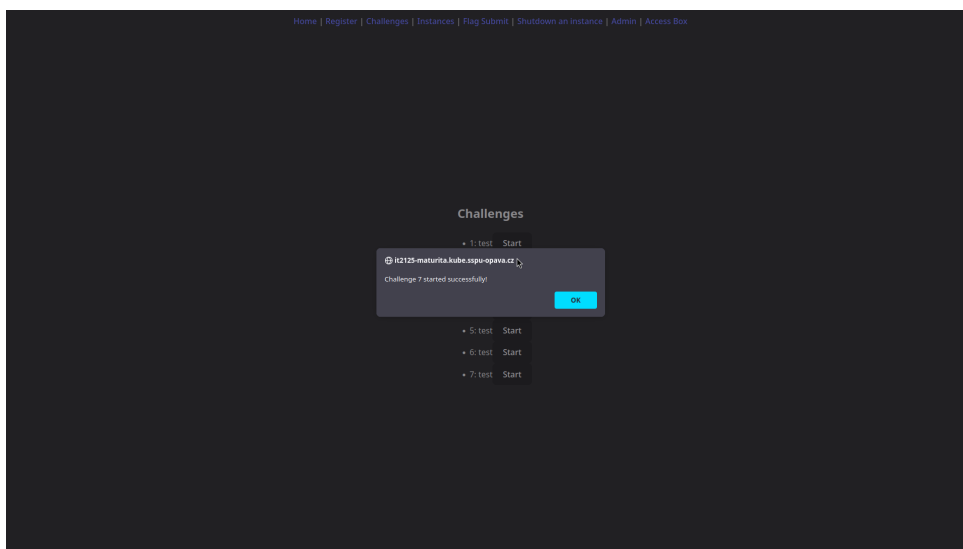 Home | Register | Challenges | Instances | Flag Submit | Shutdown an instance | Admin | Access Box
Challenges
• 1: test Start
it2125-maturita.kube.sspu-opava.cz
Challenge 7 started successfully!
OK
• 5: test Start
• 6: test Start
• 7: test Start